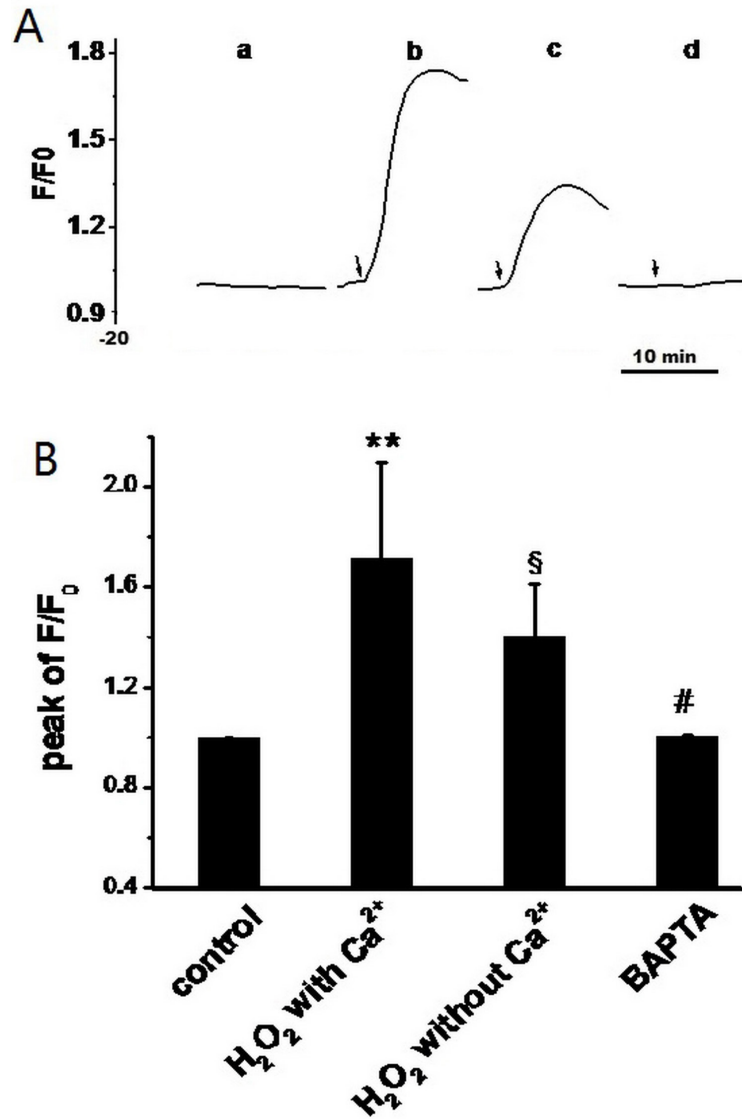 A
a b c d
1.8
1.5
1.2
0.9
F/F0
-20
10 min
B
**
§
#
2.0
1.6
1.2
0.8
0.4
peak of F/F₀
control
H₂O₂ with Ca²⁺
H₂O₂ without Ca²⁺
BAPTA